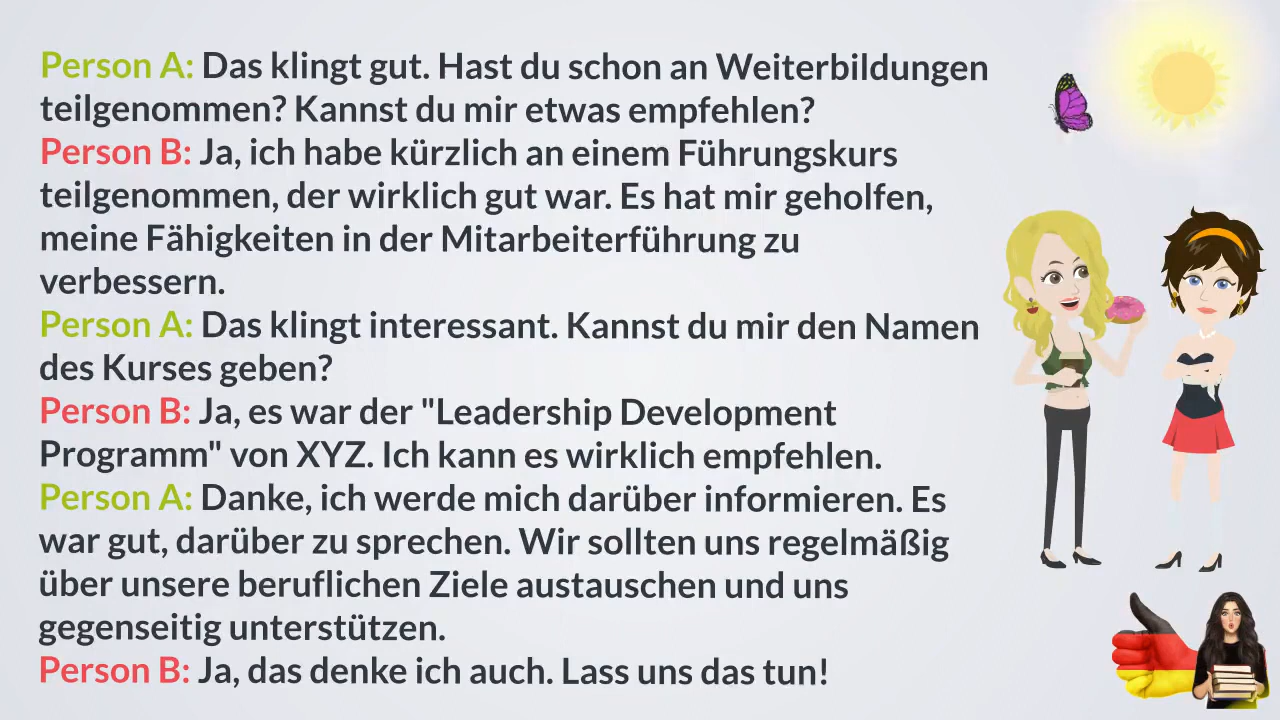 Person A: Das klingt gut. Hast du schon an Weiterbildungen
teilgenommen? Kannst du mir etwas empfehlen?
Person B: Ja, ich habe kürzlich an einem Führungskurs
teilgenommen, der wirklich gut war. Es hat mir geholfen,
meine Fähigkeiten in der Mitarbeiterführung zu
verbessern.
Person A: Das klingt interessant. Kannst du mir den Namen
des Kurses geben?
Person B: Ja, es war der "Leadership Development
Programm" von XYZ. Ich kann es wirklich empfehlen.
Person A: Danke, ich werde mich darüber informieren. Es
war gut, darüber zu sprechen. Wir sollten uns regelmäßig
über unsere beruflichen Ziele austauschen und uns
gegenseitig unterstützen.
Person B: Ja, das denke ich auch. Lass uns das tun!